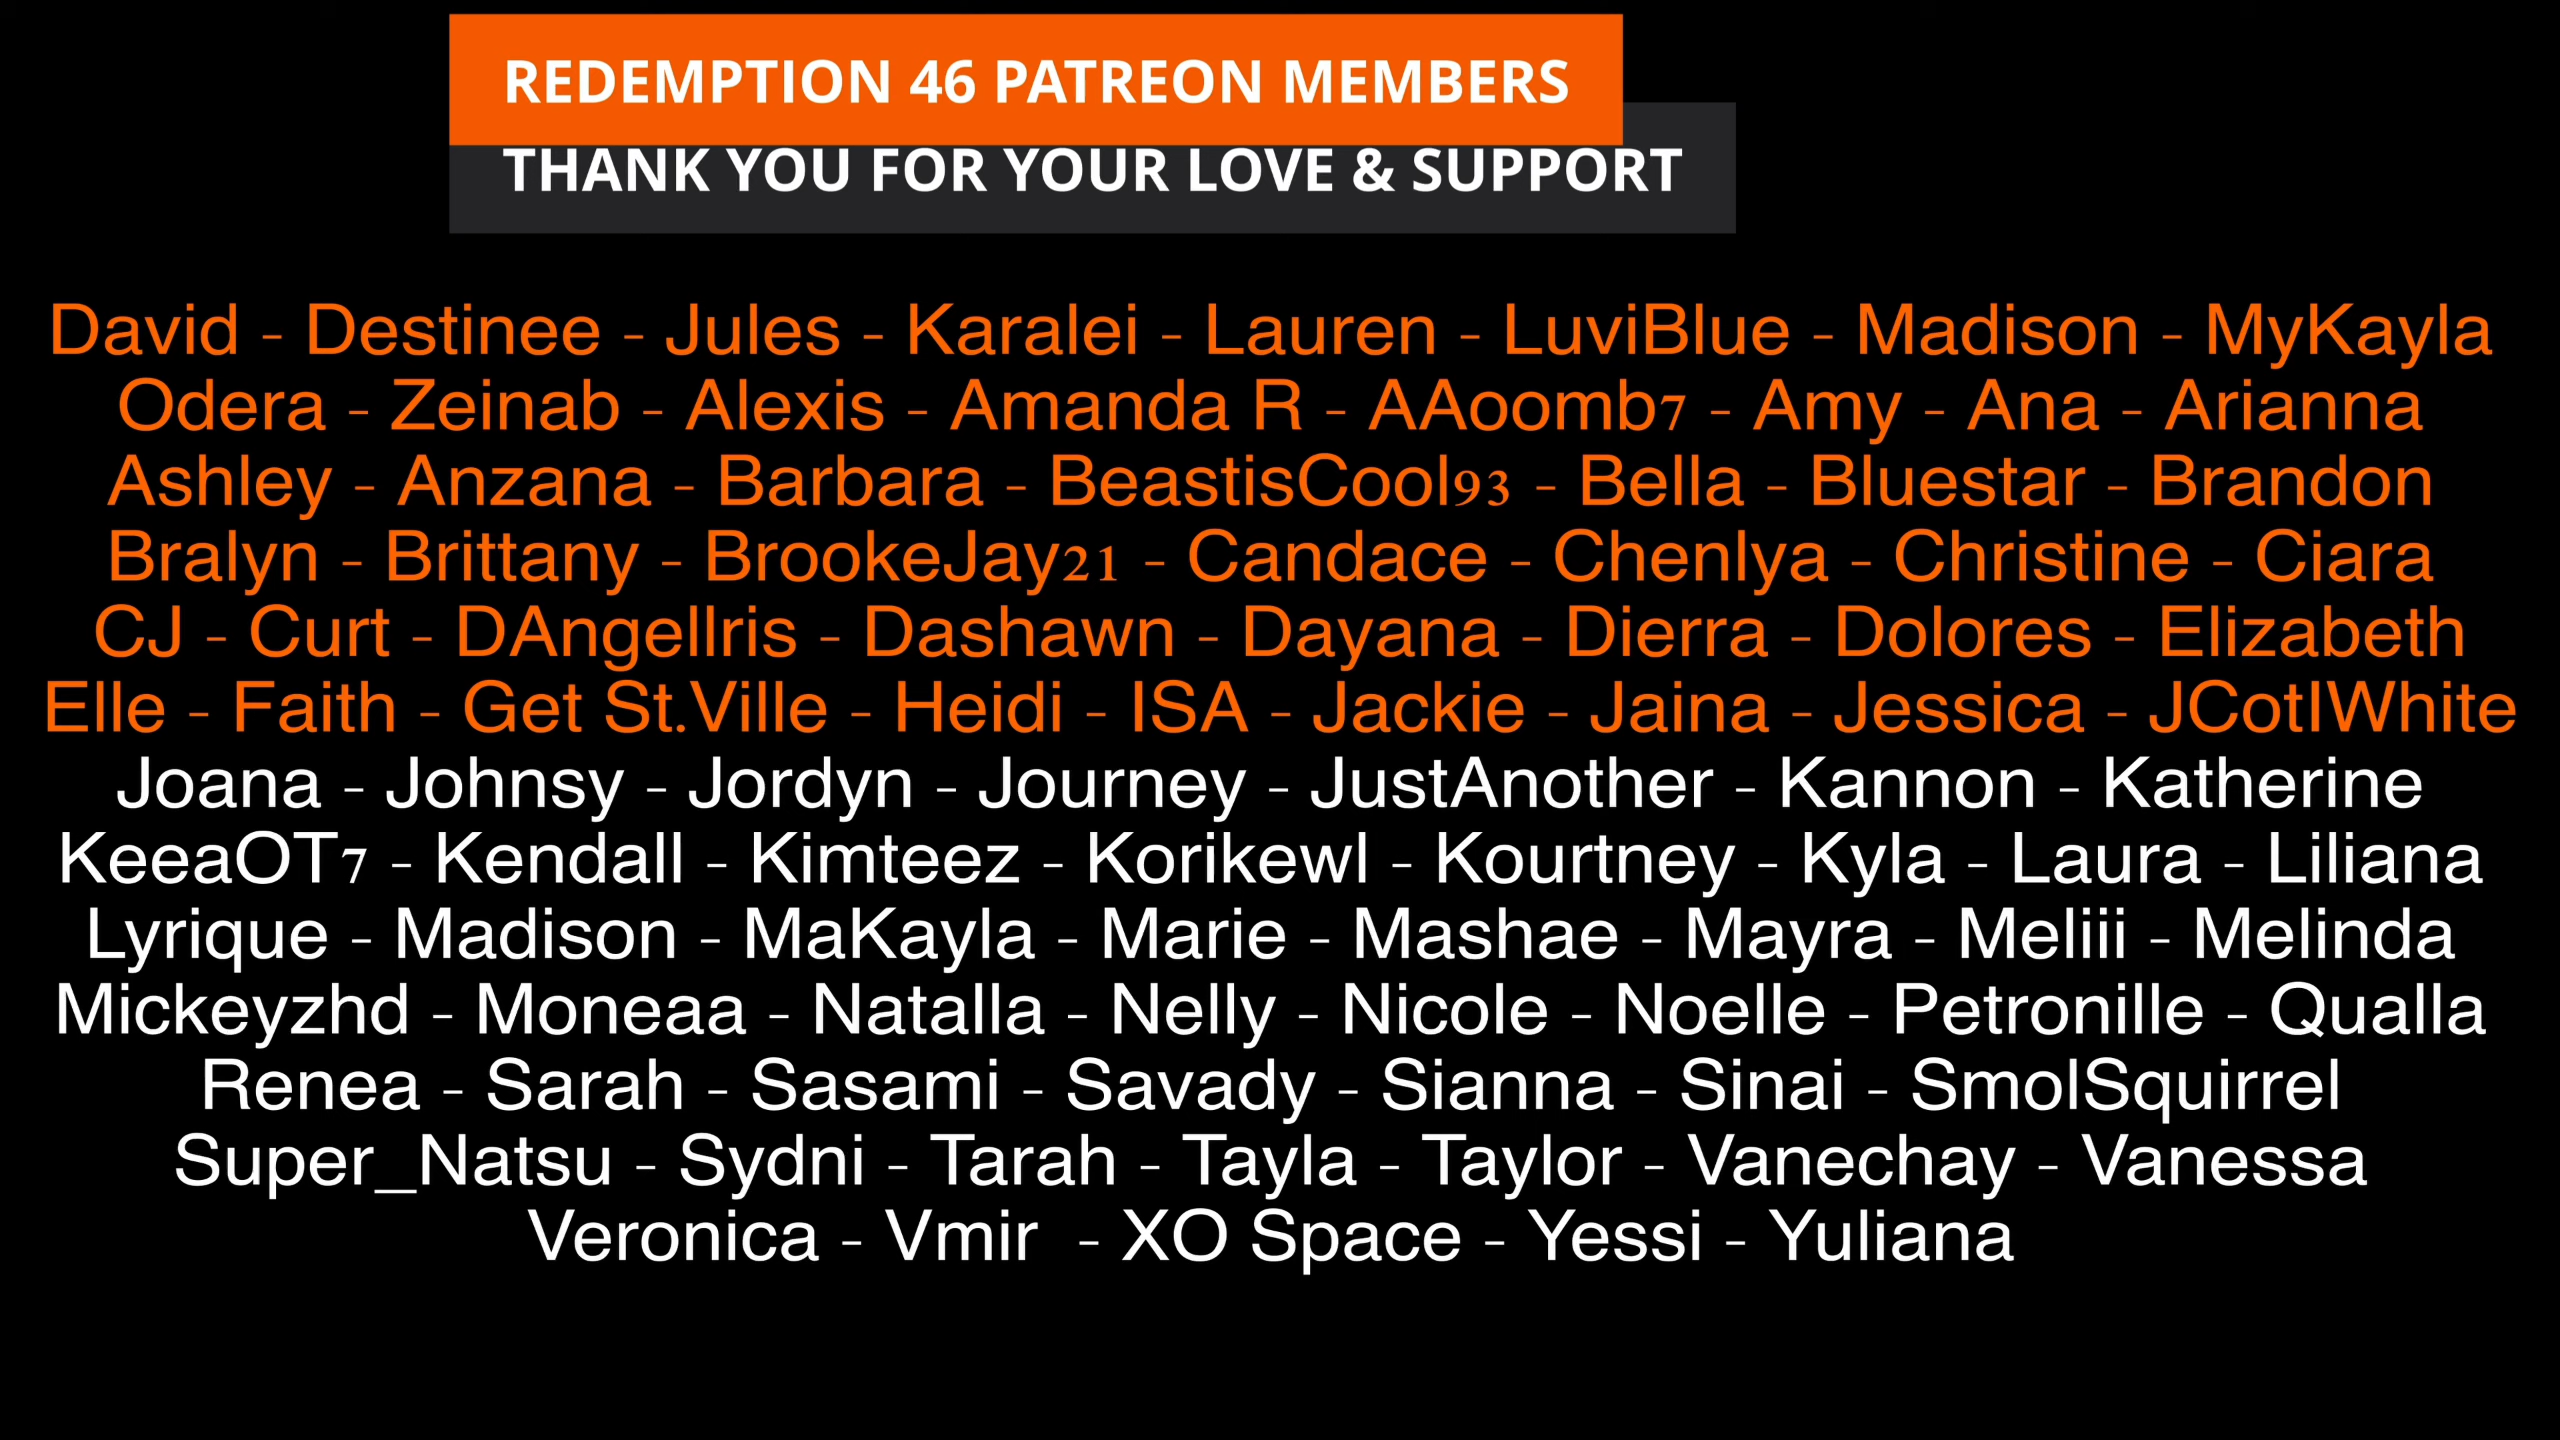 REDEMPTION 46 PATREON MEMBERS
THANK YOU FOR YOUR LOVE & SUPPORT
David - Destinee - Jules - Karalei - Lauren - LuviBlue - Madison - MyKayla
Odera - Zeinab - Alexis - Amanda R - AAoomb7 - Amy - Ana - Arianna
Ashley - Anzana - Barbara - BeastisCool93 - Bella - Bluestar - Brandon
Bralyn - Brittany - BrookeJay21 - Candace - Chenlya - Christine - Ciara
CJ - Curt - DAngelIris - Dashawn - Dayana - Dierra - Dolores - Elizabeth
Elle - Faith - Get St.Ville - Heidi - ISA - Jackie - Jaina - Jessica - JCotlWhite
Joana - Johnsy - Jordyn - Journey - JustAnother - Kannon - Katherine
KeeaOT7 - Kendall - Kimteez - Korikewl - Kourtney - Kyla - Laura - Liliana
Lyrique - Madison - MaKayla - Marie - Mashae - Mayra - Meliii - Melinda
Mickeyzhd - Moneaa - Natalla - Nelly - Nicole - Noelle - Petronille - Qualla
Renea - Sarah - Sasami - Savady - Sianna - Sinai - SmolSquirrel
Super_Natsu - Sydni - Tarah - Tayla - Taylor - Vanechay - Vanessa
Veronica - Vmir - XO Space - Yessi - Yuliana